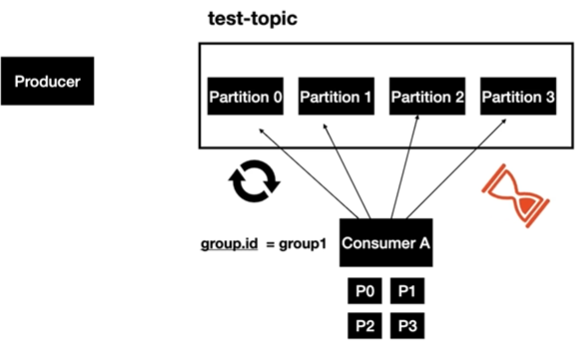 test-topic
Producer
Partition 0 Partition 1 Partition 2 Partition 3
group.id = group1 Consumer A
P0 P1
P2 P3